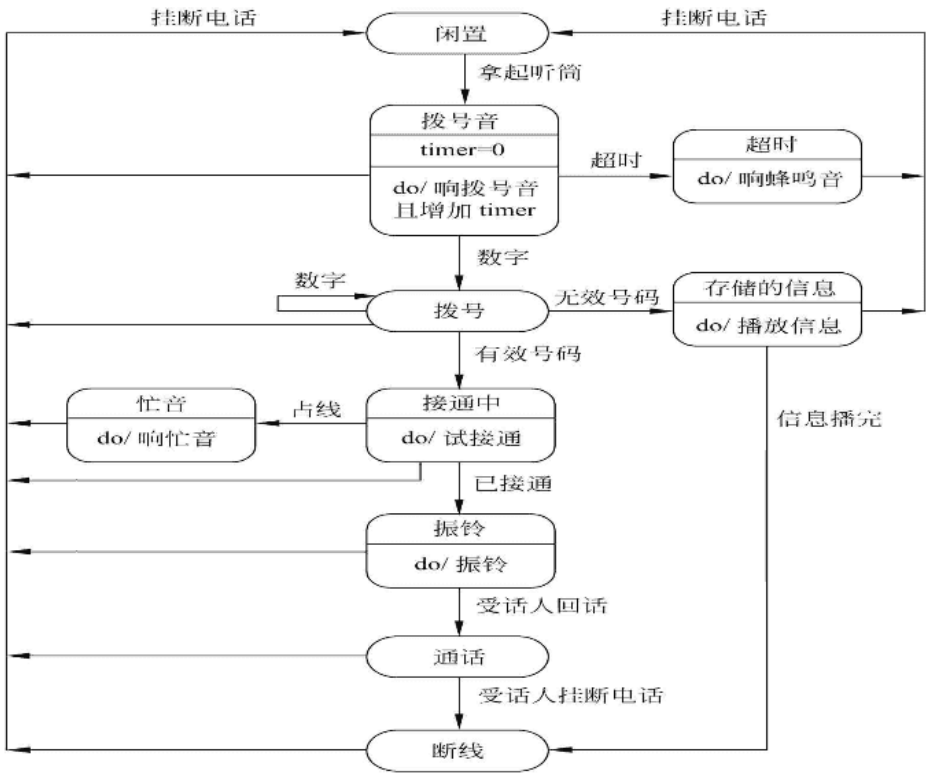 挂断电话
闲置
挂断电话
拿起听筒
拨号音
timer=0
do/ 响拨号音
且增加 timer
超时
超时
do/ 响蜂鸣音
数字
数字
拨号
无效号码
存储的信息
do/ 播放信息
有效号码
忙音
do/ 响忙音
占线
接通中
do/ 试接通
信息播完
已接通
振铃
do/ 振铃
受话人回话
通话
受话人挂断电话
断线